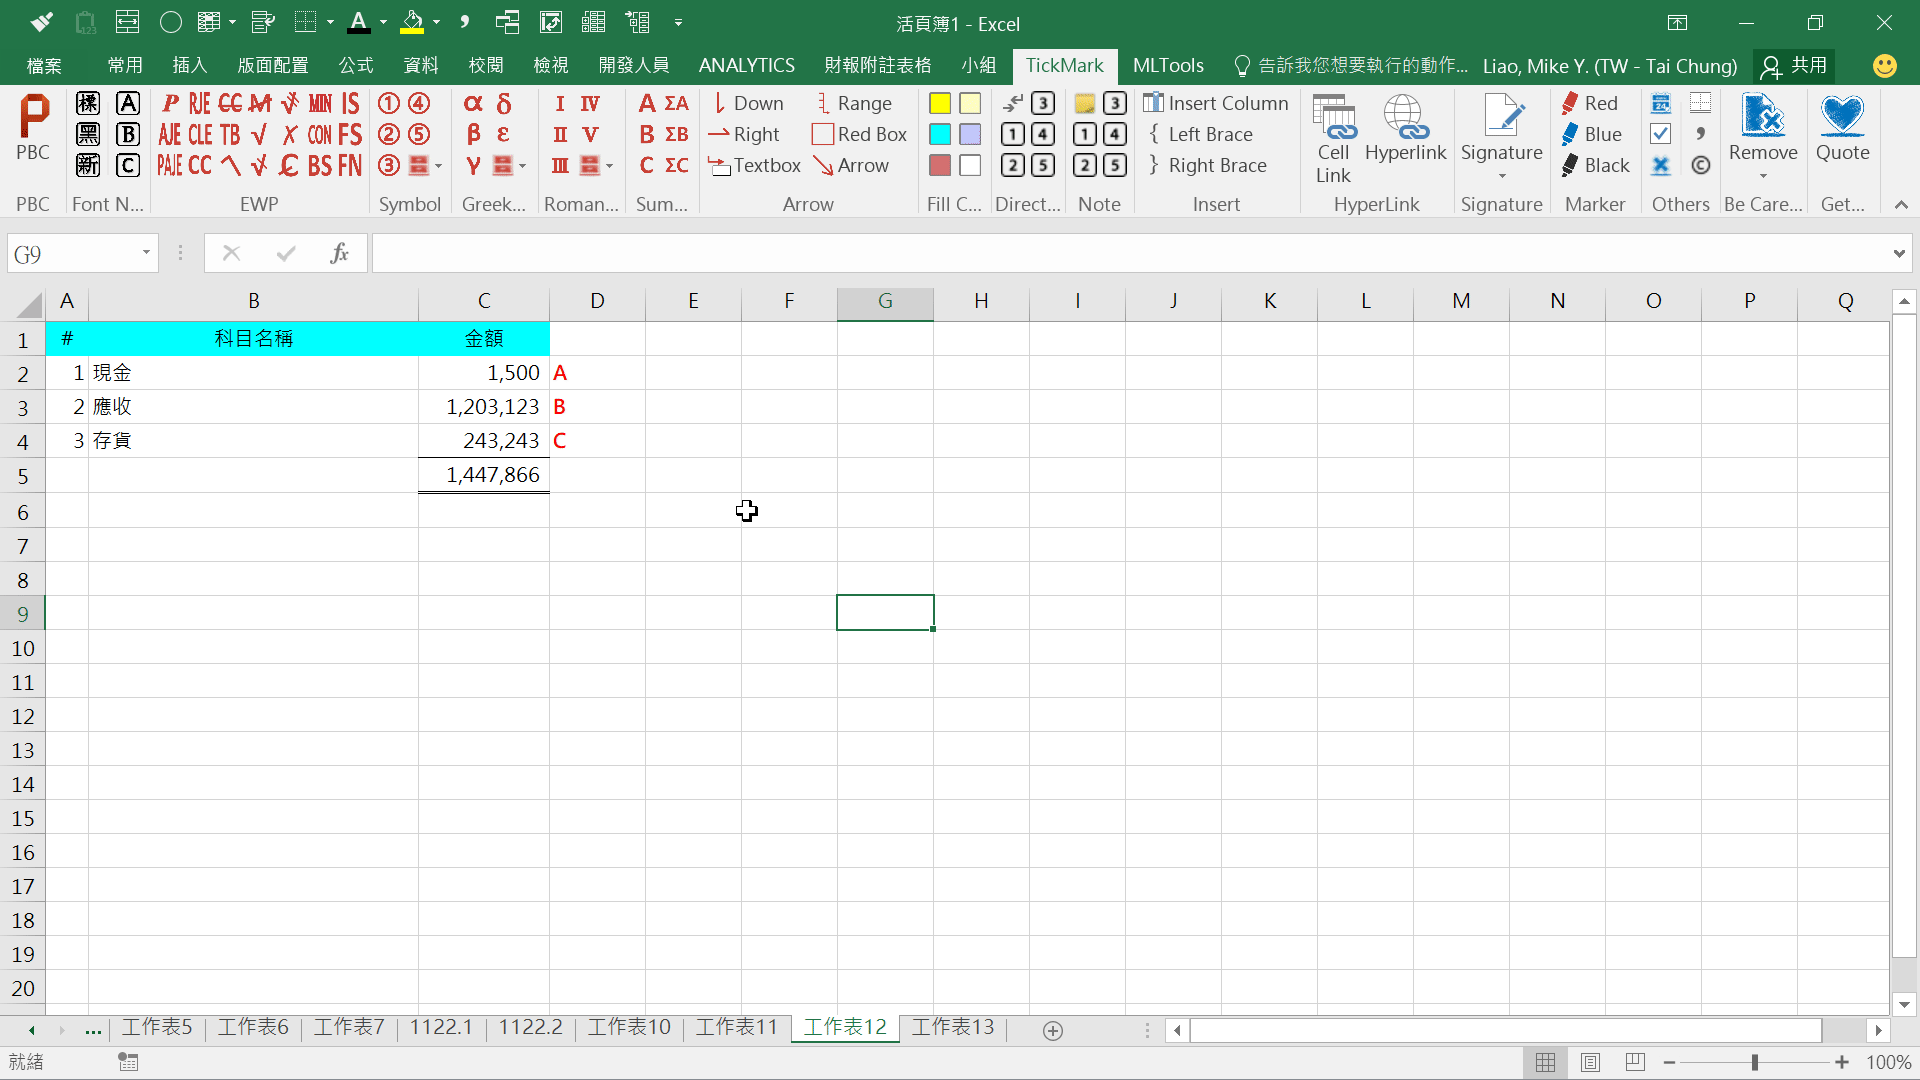 活頁簿1 - Excel
檔案 常用 插入 版面配置 公式 資料 校閱 檢視 開發人員 ANALYTICS 財報附註表格 小組 TickMark MLTools 告訴我您想要執行的動作... Liao, Mike Y. (TW - Tai Chung) 共用
標 A P RJE CC M MIN IS ① ④ α δ I IV A ΣA Down Range 3 3 Insert Column Red
黑 B AJE CLE TB √ X CON FS ② ⑤ β ε II V B ΣB Right Red Box 1 4 1 4 { Left Brace Blue
PBC Cell Link Hyperlink Signature Remove Quote
新 C PAJE CC BS FN ③ γ III C ΣC Textbox Arrow 2 5 2 5 } Right Brace Black ©
PBC Font N... EWP Symbol Greek... Roman... Sum... Arrow Fill C... Direct... Note Insert HyperLink Signature Marker Others Be Care... Get...
G9 fx
A B C D E F G H I J K L M N O P Q
1 # 科目名稱 金額
2 1 現金 1,500 A
3 2 應收 1,203,123 B
4 3 存貨 243,243 C
5 1,447,866
6
7
8
9
10
11
12
13
14
15
16
17
18
19
20
... 工作表5 工作表6 工作表7 1122.1 1122.2 工作表10 工作表11 工作表12 工作表13
就緒 100%